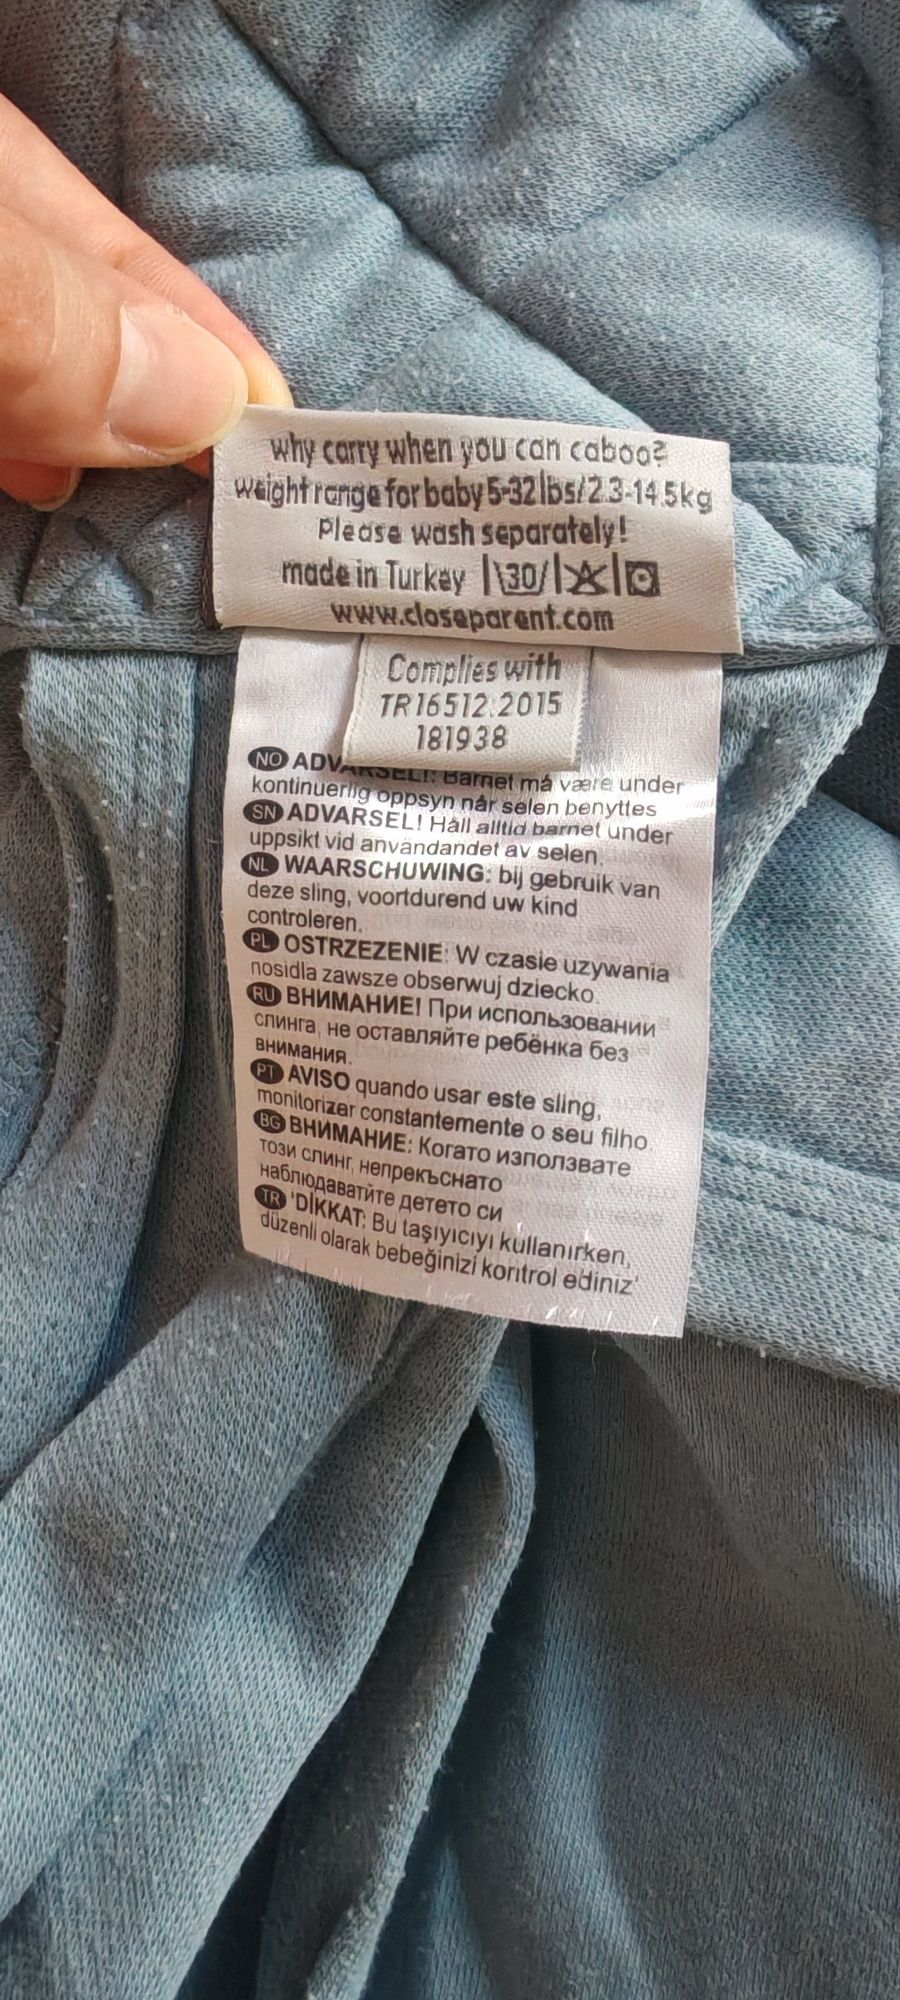 why carry when you can caboo?
weight range for baby 5-32 lbs/2.3-14.5kg
Please wash separately!
made in Turkey 30
www.closeparent.com
Complies with
TR16512:2015
181938
NO ADVARSEL!: Barnet må være under
kontinuerlig oppsyn når selen benyttes
SN ADVARSEL! Håll alltid barnet under
uppsikt vid användandet av selen.
NL WAARSCHUWING: bij gebruik van
deze sling, voortdurend uw kind
controleren.
PL OSTRZEZENIE: W czasie uzywania
nosidla zawsze obserwuj dziecko.
RU ВНИМАНИЕ! При использовании
слинга, не оставляйте ребёнка без
внимания.
PT AVISO quando usar este sling,
monitorizer constantemente o seu filho.
BG ВНИМАНИЕ: Когато използвате
този слинг, непрекъснато
наблюдавайте детето си
TR 'DİKKAT: Bu taşıyıcıyı kullanırken,
düzenli olarak bebeğinizi kontrol ediniz'